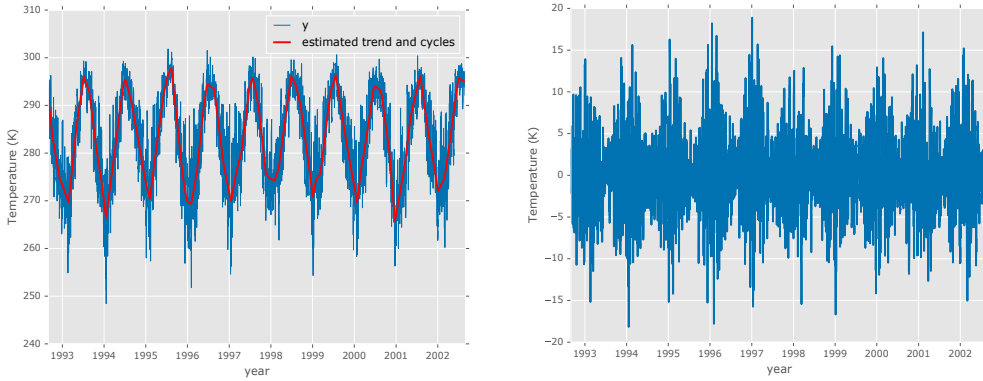 310
300
290
280
270
260
250
240
Temperature (K)
y
estimated trend and cycles
1993 1994 1995 1996 1997 1998 1999 2000 2001 2002
year
20
15
10
5
0
−5
−10
−15
−20
Temperature (K)
1993 1994 1995 1996 1997 1998 1999 2000 2001 2002
year